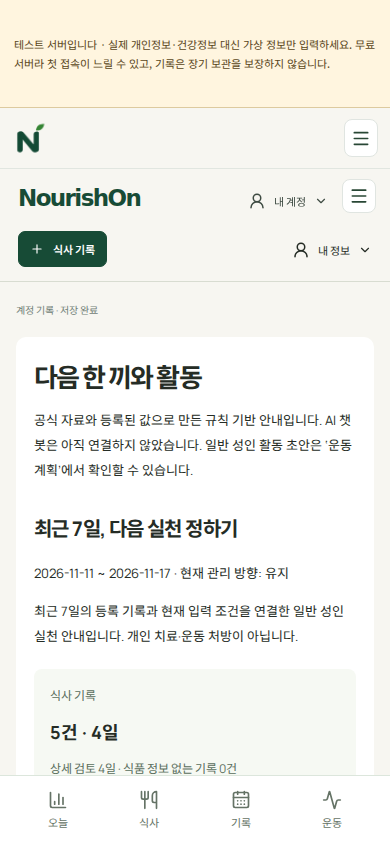 테스트 서버입니다 · 실제 개인정보·건강정보 대신 가상 정보만 입력하세요. 무료
서버라 첫 접속이 느릴 수 있고, 기록은 장기 보관을 보장하지 않습니다.
N
NourishOn
내 계정
+ 식사 기록
내 정보
계정 기록 · 저장 완료
다음 한 끼와 활동
공식 자료와 등록된 값으로 만든 규칙 기반 안내입니다. AI 챗
봇은 아직 연결하지 않았습니다. 일반 성인 활동 초안은 '운동
계획'에서 확인할 수 있습니다.
최근 7일, 다음 실천 정하기
2026-11-11 ~ 2026-11-17 · 현재 관리 방향: 유지
최근 7일의 등록 기록과 현재 입력 조건을 연결한 일반 성인
실천 안내입니다. 개인 치료·운동 처방이 아닙니다.
식사 기록
5건 · 4일
상세 검토 4일 · 식품 정보 없는 기록 0건
오늘
식사
기록
운동